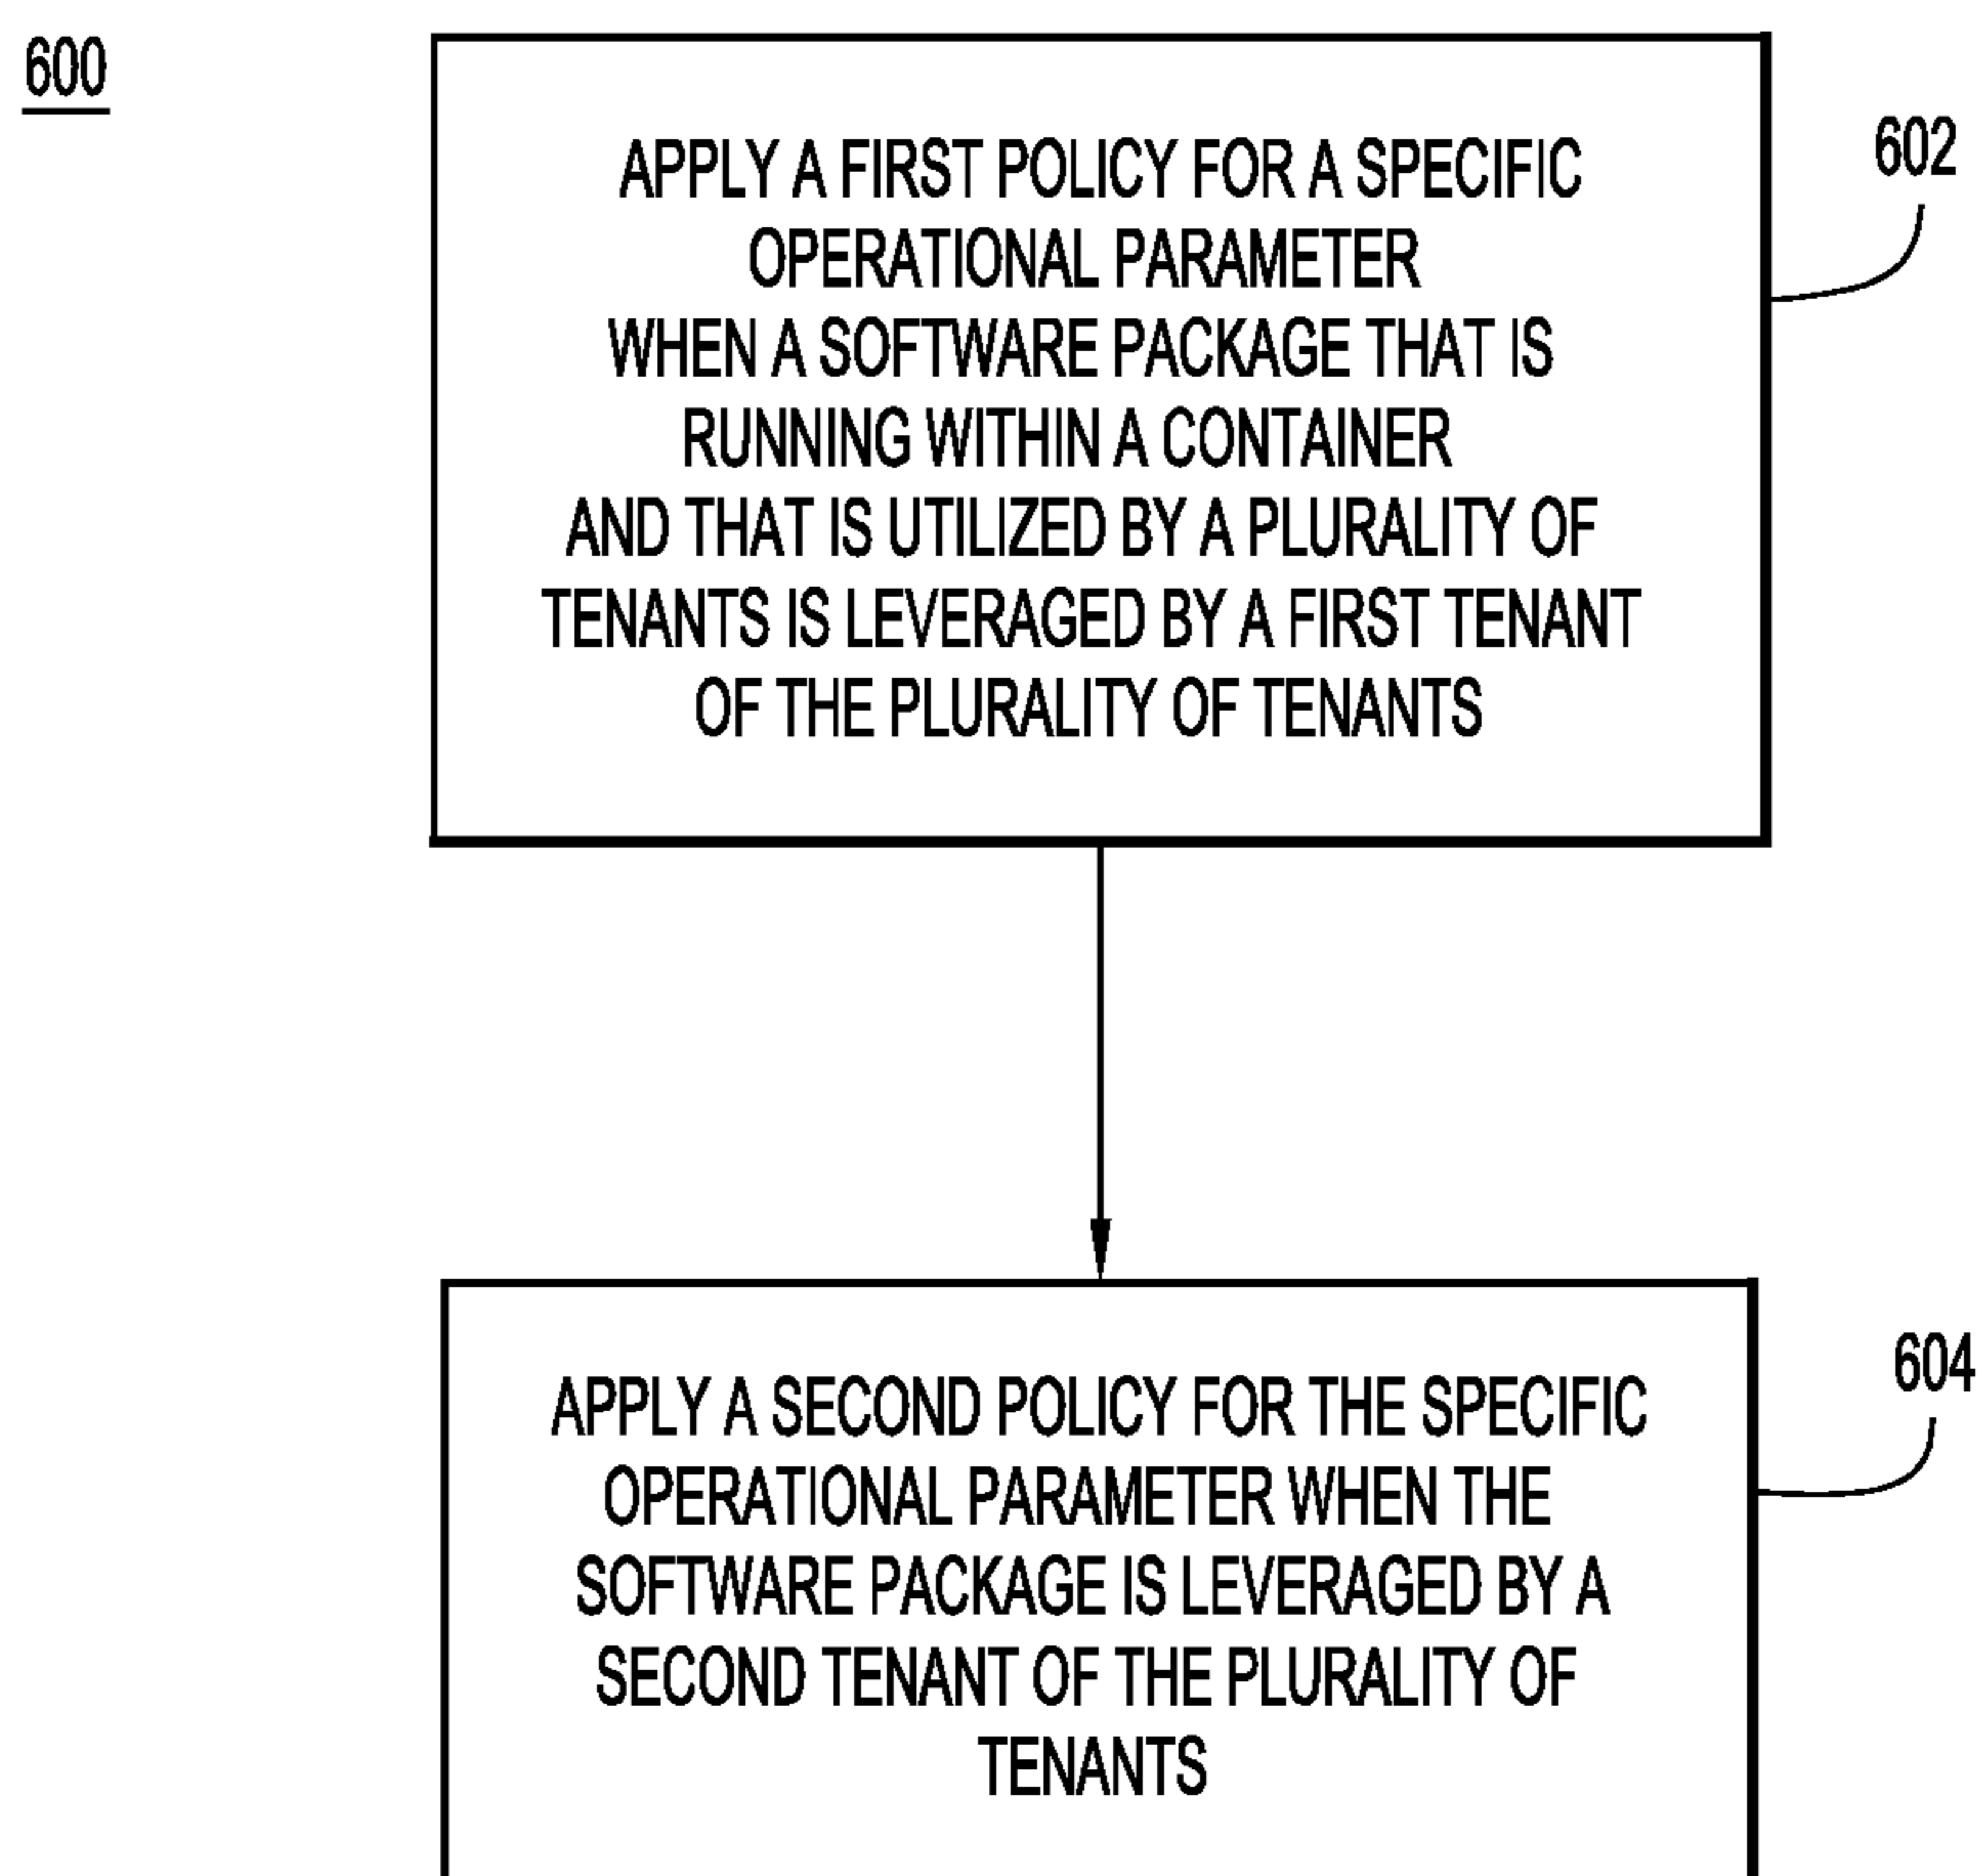 600
APPLY A FIRST POLICY FOR A SPECIFIC
OPERATIONAL PARAMETER
WHEN A SOFTWARE PACKAGE THAT IS
RUNNING WITHIN A CONTAINER
AND THAT IS UTILIZED BY A PLURALITY OF
TENANTS IS LEVERAGED BY A FIRST TENANT
OF THE PLURALITY OF TENANTS
602
APPLY A SECOND POLICY FOR THE SPECIFIC
OPERATIONAL PARAMETER WHEN THE
SOFTWARE PACKAGE IS LEVERAGED BY A
SECOND TENANT OF THE PLURALITY OF
TENANTS
604